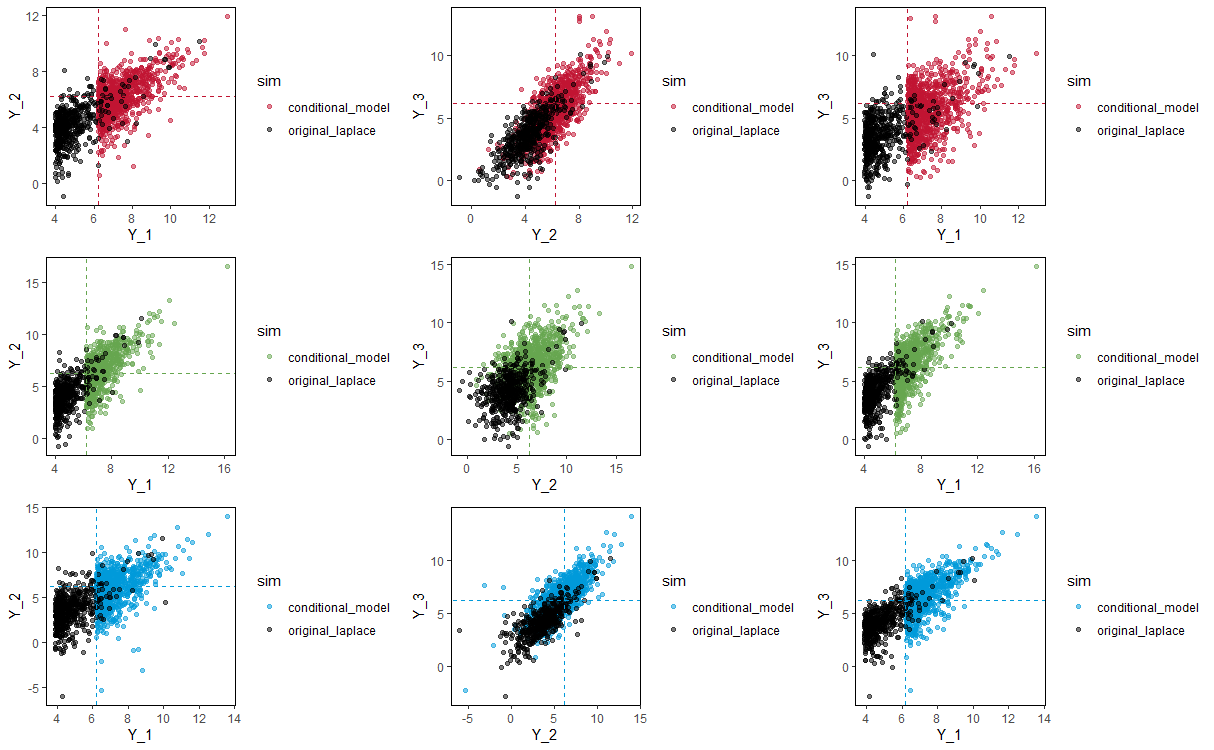 12
8
4
0
Y_2
4 6 8 10 12
Y_1
sim
conditional_model
original_laplace
10
5
0
Y_3
0 4 8 12
Y_2
sim
conditional_model
original_laplace
10
5
0
Y_3
4 6 8 10 12
Y_1
sim
conditional_model
original_laplace
15
10
5
0
Y_2
4 8 12 16
Y_1
sim
conditional_model
original_laplace
15
10
5
0
Y_3
0 5 10 15
Y_2
sim
conditional_model
original_laplace
15
10
5
0
Y_3
4 8 12 16
Y_1
sim
conditional_model
original_laplace
15
10
5
0
-5
Y_2
4 6 8 10 12 14
Y_1
sim
conditional_model
original_laplace
10
5
0
Y_3
-5 0 5 10 15
Y_2
sim
conditional_model
original_laplace
10
5
0
Y_3
4 6 8 10 12 14
Y_1
sim
conditional_model
original_laplace